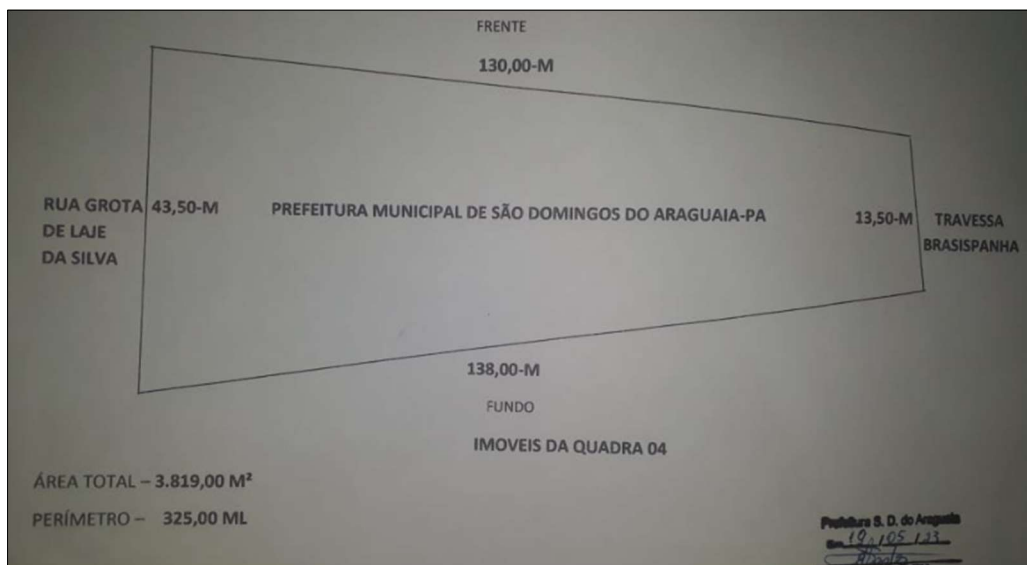 FRENTE
130,00-M
RUA GROTA
DE LAJE
DA SILVA
43,50-M
PREFEITURA MUNICIPAL DE SÃO DOMINGOS DO ARAGUAIA-PA
13,50-M
TRAVESSA
BRASISPANHA
138,00-M
FUNDO
IMOVEIS DA QUADRA 04
ÁREA TOTAL – 3.819,00 M²
PERÍMETRO – 325,00 ML
Prefeitura S. D. do Araguaia
Em 19/05/23